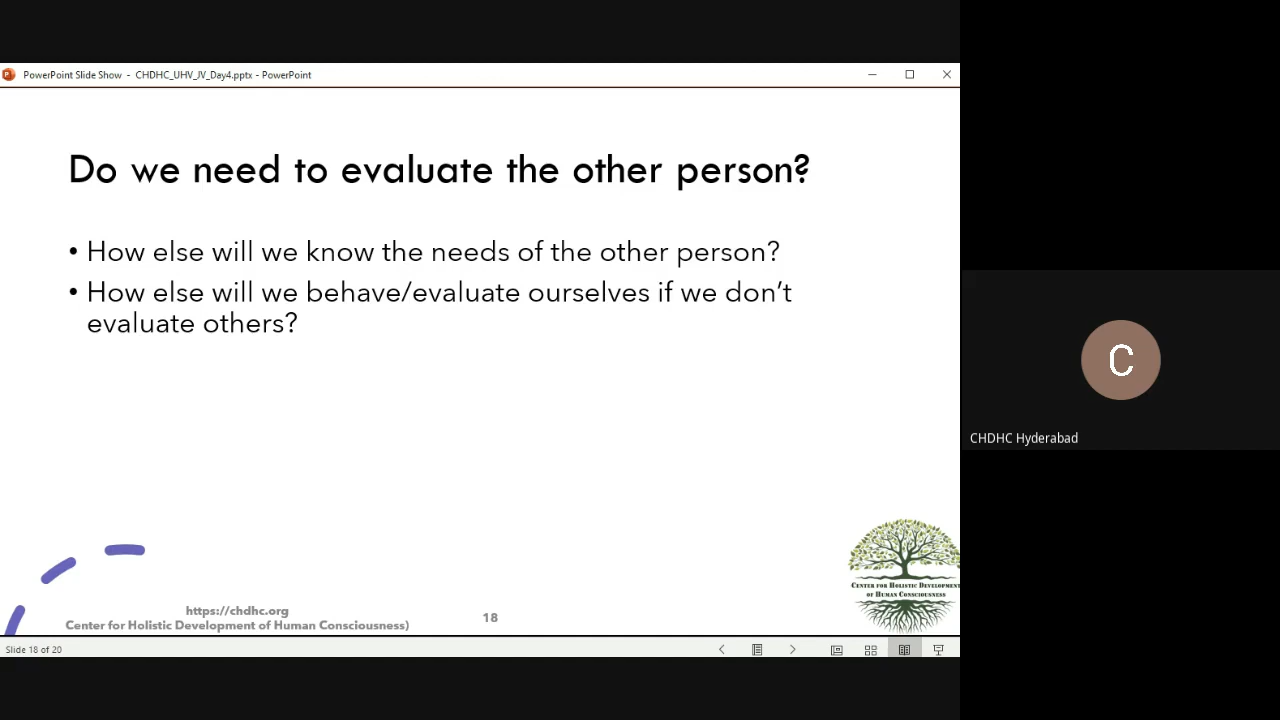 PowerPoint Slide Show - CHDHC_UHV_JV_Day4.pptx - PowerPoint
Do we need to evaluate the other person?
• How else will we know the needs of the other person?
• How else will we behave/evaluate ourselves if we don't
evaluate others?
C
CHDHC Hyderabad
Center for Holistic Development
of Human Consciousness
https://chdhc.org
Center for Holistic Development of Human Consciousness)
18
Slide 18 of 20